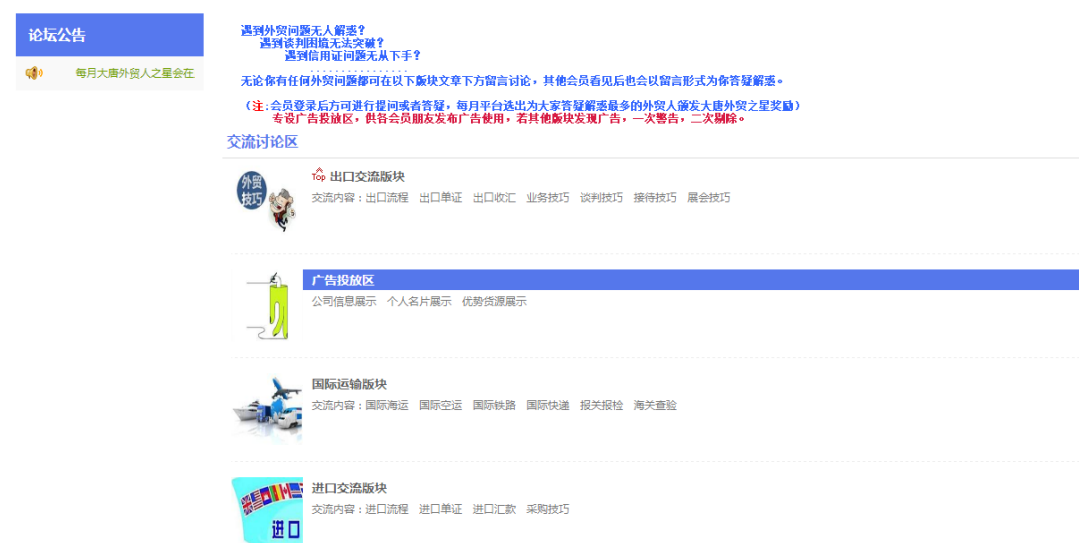 论坛公告
每月大唐外贸人之星会在
遇到外贸问题无人解惑?
遇到谈判困境无法突破?
遇到信用证问题无从下手?
................
无论你有任何外贸问题都可在以下版块文章下方留言讨论，其他会员看见后也会以留言形式为你答疑解惑。
（注:会员登录后方可进行提问或者答疑，每月平台选出为大家答疑解惑最多的外贸人颁发大唐外贸之星奖励）
专设广告投放区，供各会员朋友发布广告使用，若其他版块发现广告，一次警告，二次剔除。
交流讨论区
外贸
技巧
Top 出口交流版块
交流内容：出口流程 出口单证 出口收汇 业务技巧 谈判技巧 接待技巧 展会技巧
广告投放区
公司信息展示 个人名片展示 优势货源展示
国际运输版块
交流内容：国际海运 国际空运 国际铁路 国际快递 报关报检 海关查验
进口交流版块
交流内容：进口流程 进口单证 进口汇款 采购技巧
进口